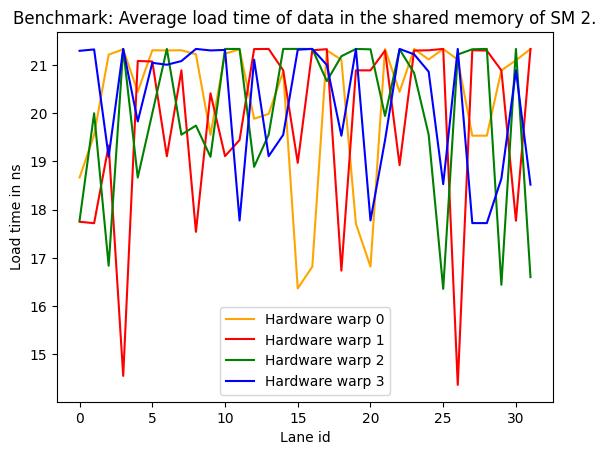 Benchmark: Average load time of data in the shared memory of SM 2.
Load time in ns
21
20
19
18
17
16
15
Hardware warp 0
Hardware warp 1
Hardware warp 2
Hardware warp 3
0 5 10 15 20 25 30
Lane id